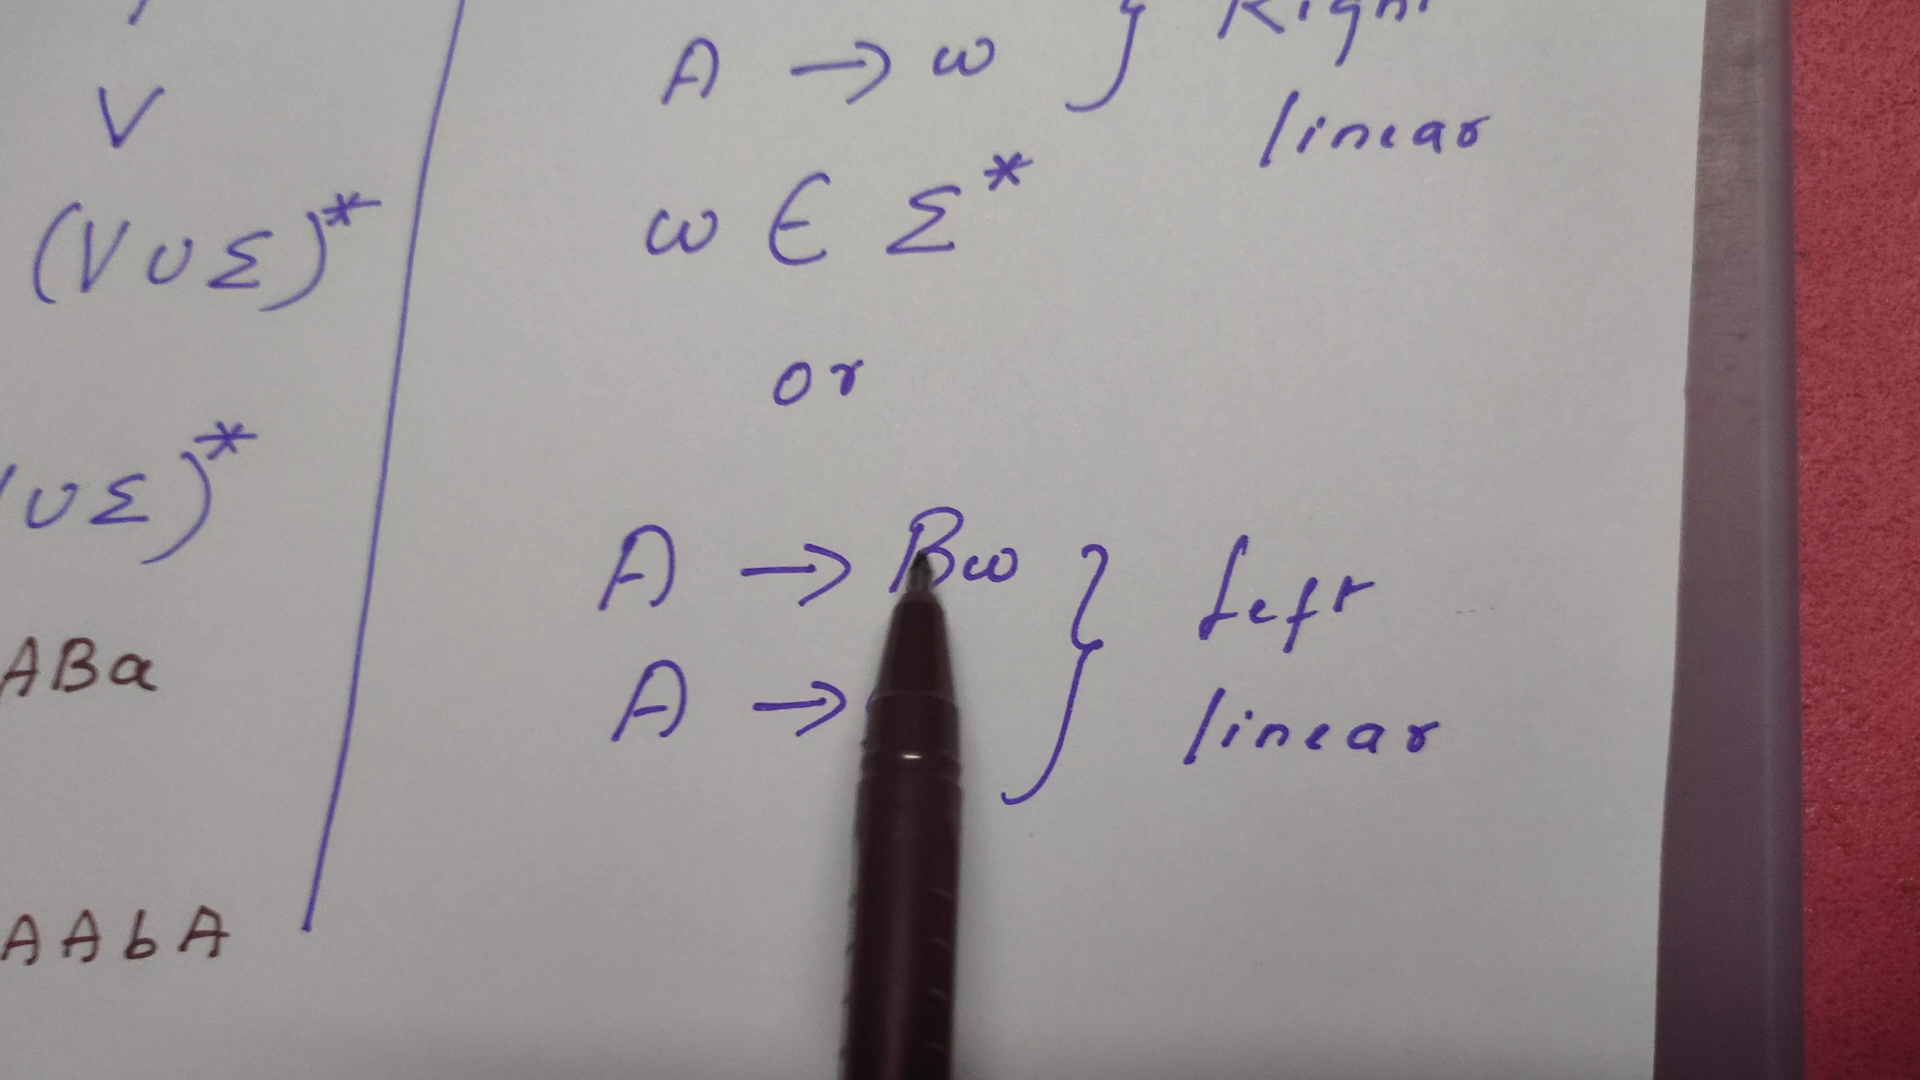 V
(V∪Σ)*
∪Σ)*
ABa
AAbA
A → ω } Right
linear
ω ∈ Σ*
or
A → Bω } Left
A → linear